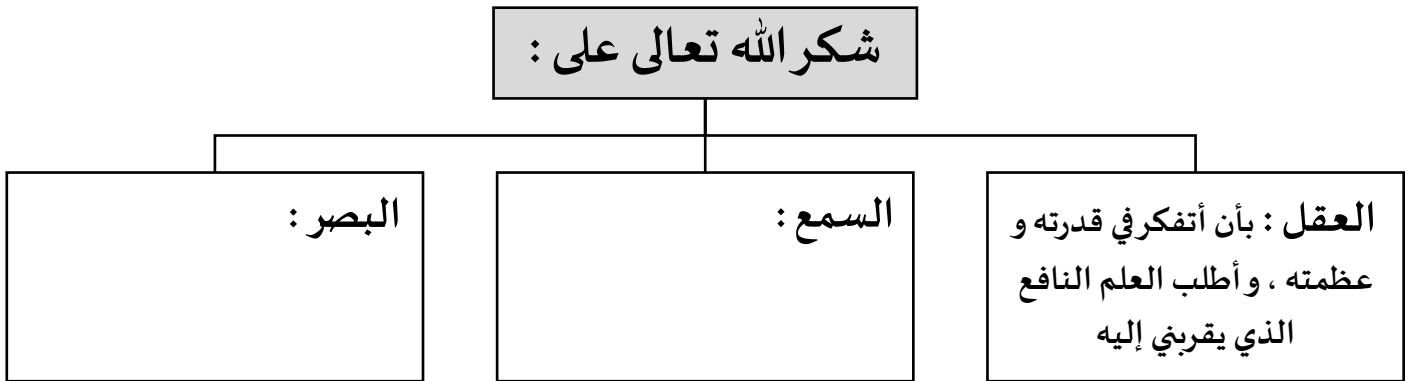 شكر الله تعالى على :
العقل : بأن أتفكر في قدرته و
عظمته ، و أطلب العلم النافع
الذي يقربني إليه
السمع :
البصر :